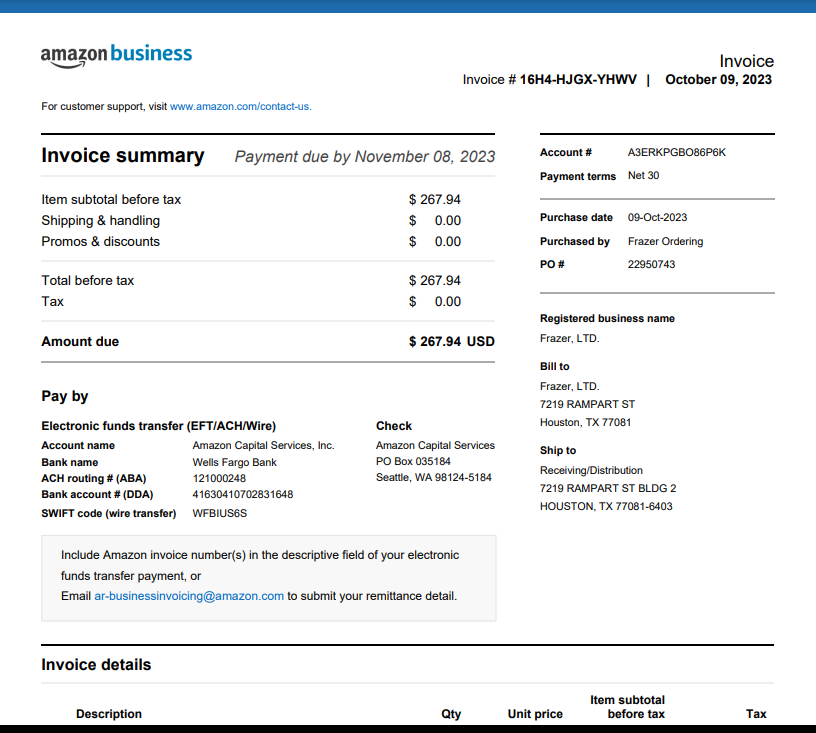 amazon business
Invoice
Invoice # 16H4-HJGX-YHWV | October 09, 2023
For customer support, visit www.amazon.com/contact-us.
Invoice summary Payment due by November 08, 2023
Item subtotal before tax $ 267.94
Shipping & handling $ 0.00
Promos & discounts $ 0.00
Total before tax $ 267.94
Tax $ 0.00
Amount due $ 267.94 USD
Pay by
Electronic funds transfer (EFT/ACH/Wire)
Account name Amazon Capital Services, Inc.
Bank name Wells Fargo Bank
ACH routing # (ABA) 121000248
Bank account # (DDA) 41630410702831648
SWIFT code (wire transfer) WFBIUS6S
Check
Amazon Capital Services
PO Box 035184
Seattle, WA 98124-5184
Include Amazon invoice number(s) in the descriptive field of your electronic
funds transfer payment, or
Email ar-businessinvoicing@amazon.com to submit your remittance detail.
Account # A3ERKPGBO86P6K
Payment terms Net 30
Purchase date 09-Oct-2023
Purchased by Frazer Ordering
PO # 22950743
Registered business name
Frazer, LTD.
Bill to
Frazer, LTD.
7219 RAMPART ST
Houston, TX 77081
Ship to
Receiving/Distribution
7219 RAMPART ST BLDG 2
HOUSTON, TX 77081-6403
Invoice details
Description Qty Unit price Item subtotal before tax Tax